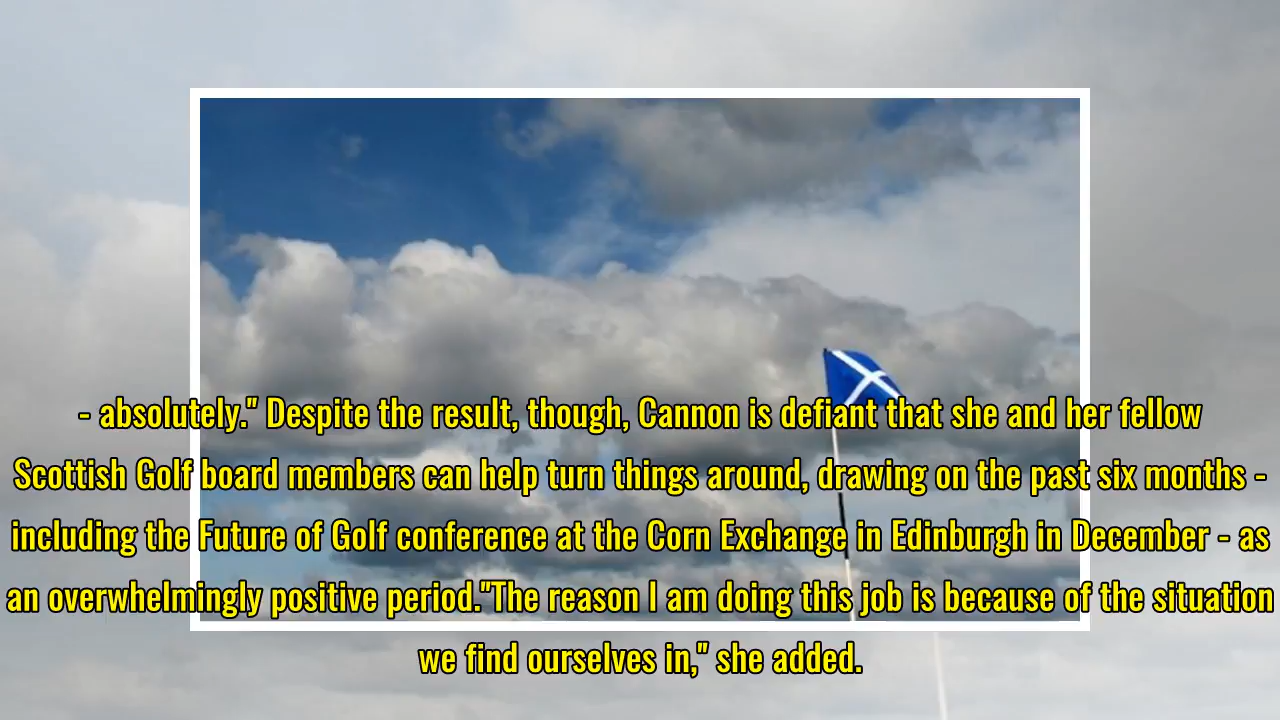 - absolutely." Despite the result, though, Cannon is defiant that she and her fellow
Scottish Golf board members can help turn things around, drawing on the past six months -
including the Future of Golf conference at the Corn Exchange in Edinburgh in December - as
an overwhelmingly positive period."The reason I am doing this job is because of the situation
we find ourselves in," she added.